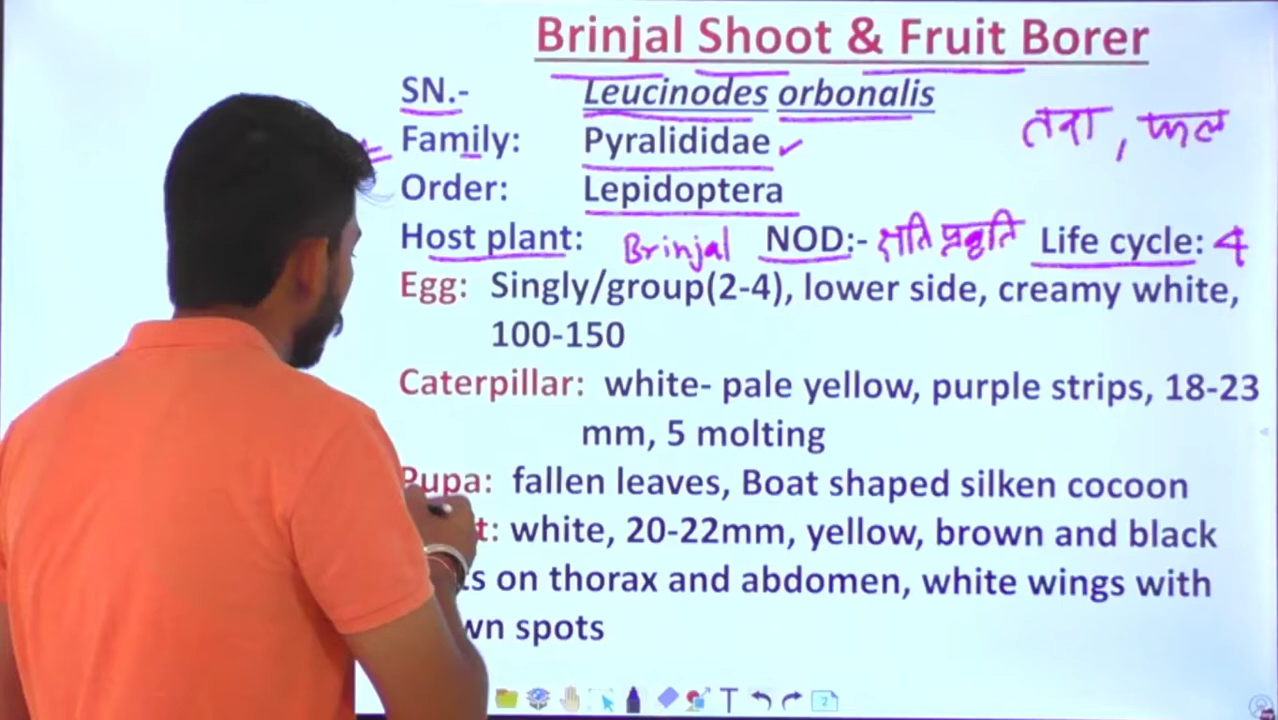 Brinjal Shoot & Fruit Borer
SN.- Leucinodes orbonalis
तना, फल
Family: Pyralididae
Order: Lepidoptera
Host plant: Brinjal NOD:- क्षति प्रकृति Life cycle: 4
Egg: Singly/group(2-4), lower side, creamy white,
100-150
Caterpillar: white- pale yellow, purple strips, 18-23
mm, 5 molting
Pupa: fallen leaves, Boat shaped silken cocoon
t: white, 20-22mm, yellow, brown and black
ts on thorax and abdomen, white wings with
wn spots
T 2